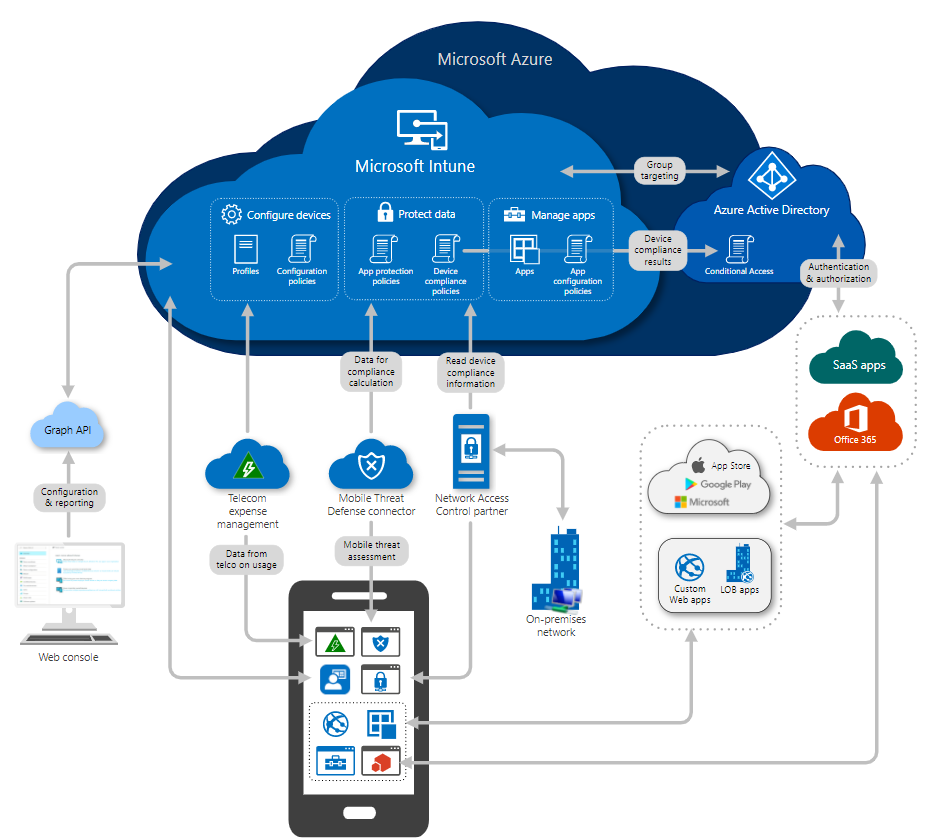 Microsoft Azure
Microsoft Intune
Group
targeting
Azure Active Directory
Configure devices
Protect data
Manage apps
Profiles
Configuration
policies
App protection
policies
Device
compliance
policies
Apps
App
configuration
policies
Device
compliance
results
Conditional Access
Authentication
& authorization
Data for
compliance
calculation
Read device
compliance
information
SaaS apps
Office 365
Graph API
Configuration
& reporting
Telecom
expense
management
Mobile Threat
Defense connector
Network Access
Control partner
App Store
Google Play
Microsoft
Data from
telco on usage
Mobile threat
assessment
Custom
Web apps
LOB apps
On-premises
network
Web console